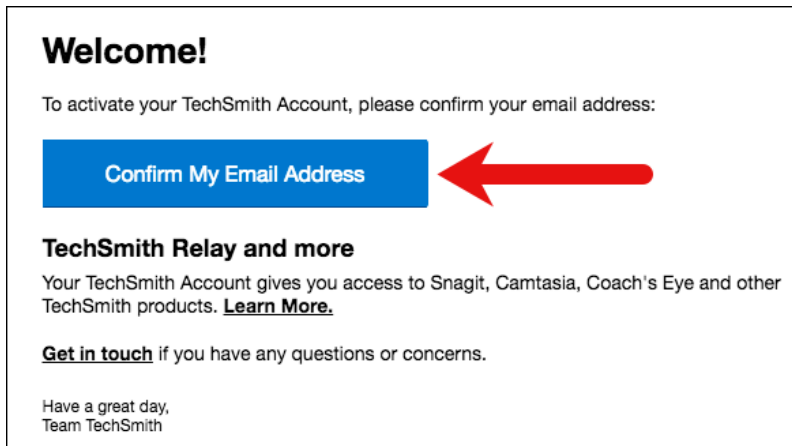 Welcome!
To activate your TechSmith Account, please confirm your email address:
Confirm My Email Address
TechSmith Relay and more
Your TechSmith Account gives you access to Snagit, Camtasia, Coach's Eye and other
TechSmith products. Learn More.
Get in touch if you have any questions or concerns.
Have a great day,
Team TechSmith